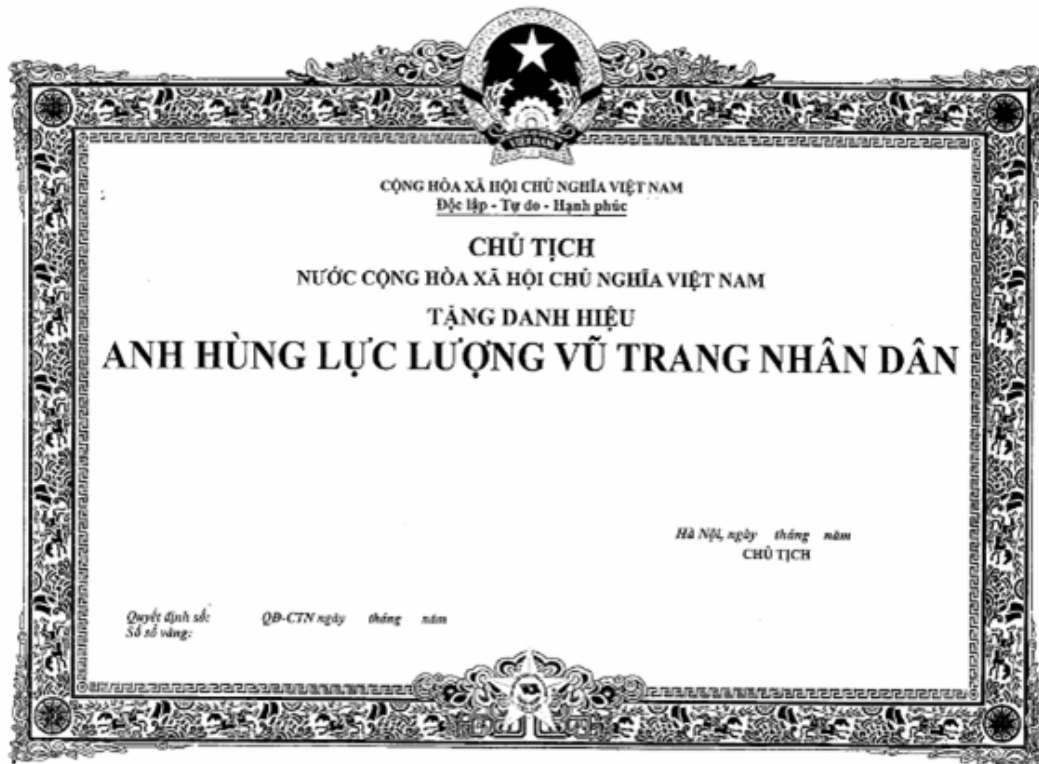 VIỆT NAM
CỘNG HÒA XÃ HỘI CHỦ NGHĨA VIỆT NAM
Độc lập - Tự do - Hạnh phúc
CHỦ TỊCH
NƯỚC CỘNG HÒA XÃ HỘI CHỦ NGHĨA VIỆT NAM
TẶNG DANH HIỆU
ANH HÙNG LỰC LƯỢNG VŨ TRANG NHÂN DÂN
Hà Nội, ngày tháng năm
CHỦ TỊCH
Quyết định số: QĐ-CTN ngày tháng năm
Số sổ vàng: